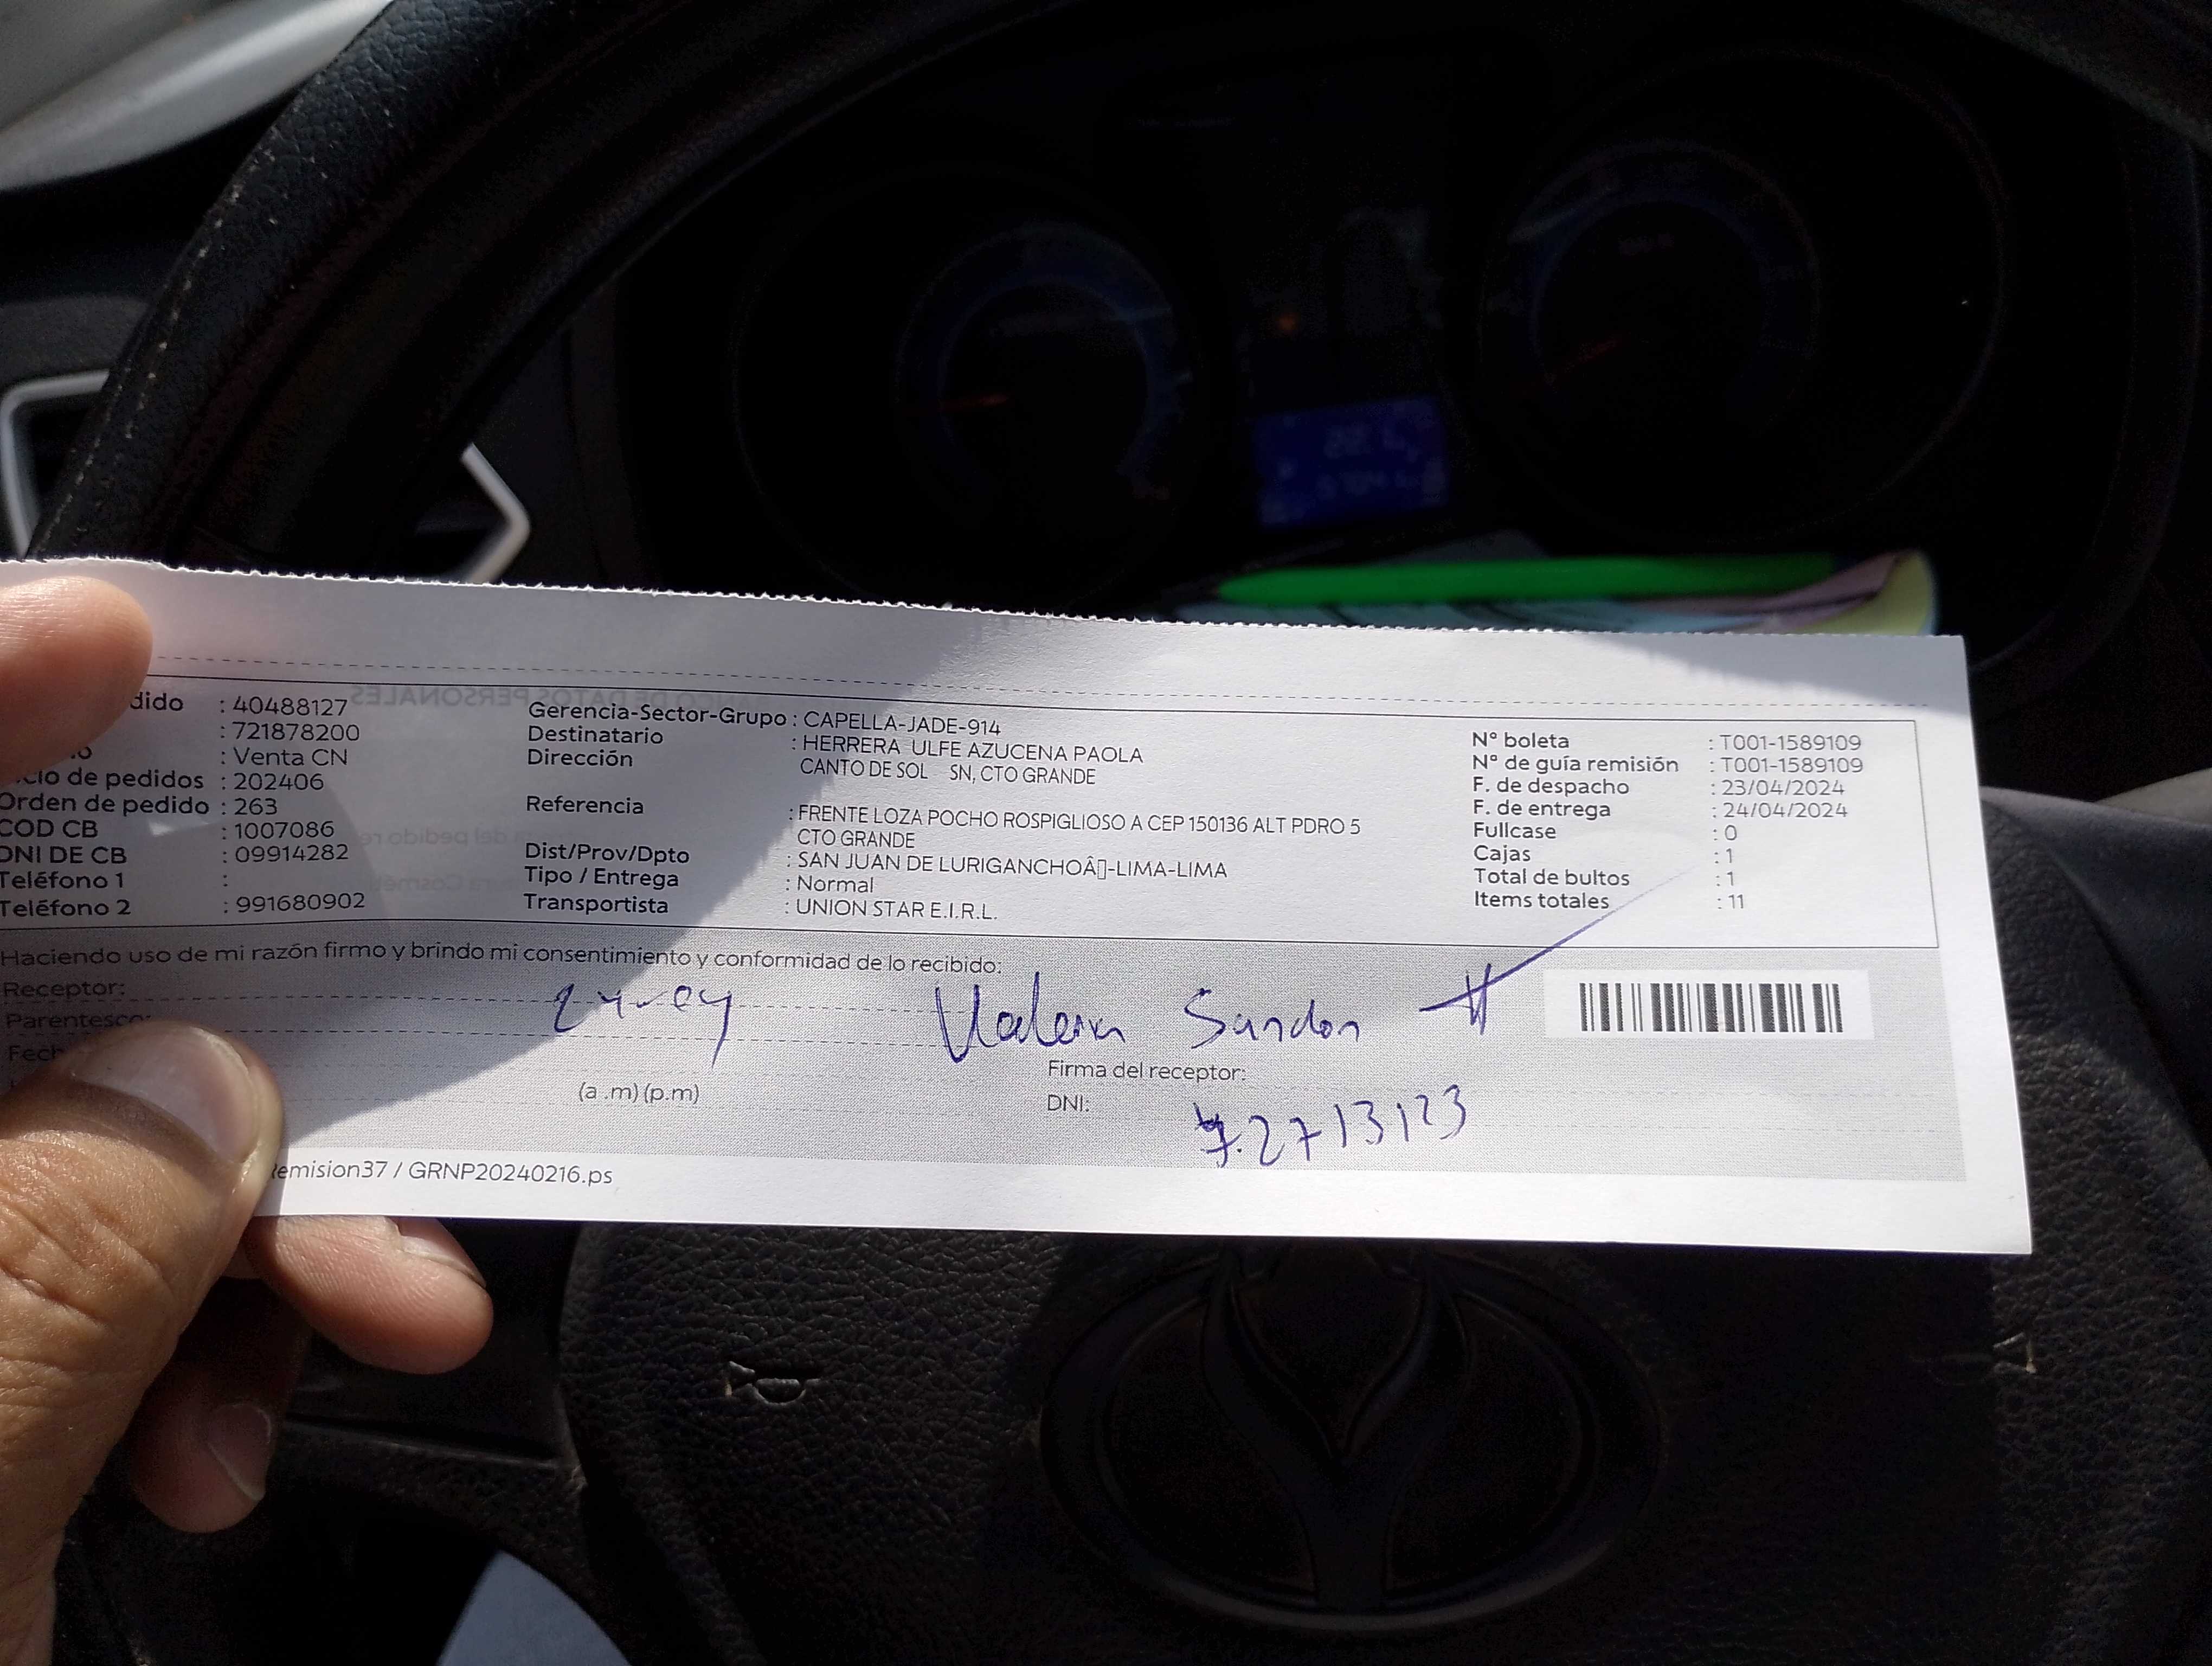 dido : 40488127
: 721878200
: Venta CN
de pedidos : 202406
Orden de pedido : 263
COD CB : 1007086
DNI DE CB : 09914282
Teléfono 1 :
Teléfono 2 : 991680902
Gerencia-Sector-Grupo : CAPELLA-JADE-914
Destinatario : HERRERA ULFE AZUCENA PAOLA
Dirección CANTO DE SOL SN, CTO GRANDE
Referencia : FRENTE LOZA POCHO ROSPIGLIOSO A CEP 150136 ALT PDRO 5
CTO GRANDE
Dist/Prov/Dpto : SAN JUAN DE LURIGANCHOÂ▯-LIMA-LIMA
Tipo / Entrega : Normal
Transportista : UNION STAR E.I.R.L.
N° boleta : T001-1589109
N° de guía remisión : T001-1589109
F. de despacho : 23/04/2024
F. de entrega : 24/04/2024
Fullcase : 0
Cajas : 1
Total de bultos : 1
Items totales : 11
Haciendo uso de mi razón firmo y brindo mi consentimiento y conformidad de lo recibido:
Receptor:
Parentesco:
Fech
24-04
(a .m) (p.m)
Firma del receptor:
DNI: 72713123
emision37 / GRNP20240216.ps